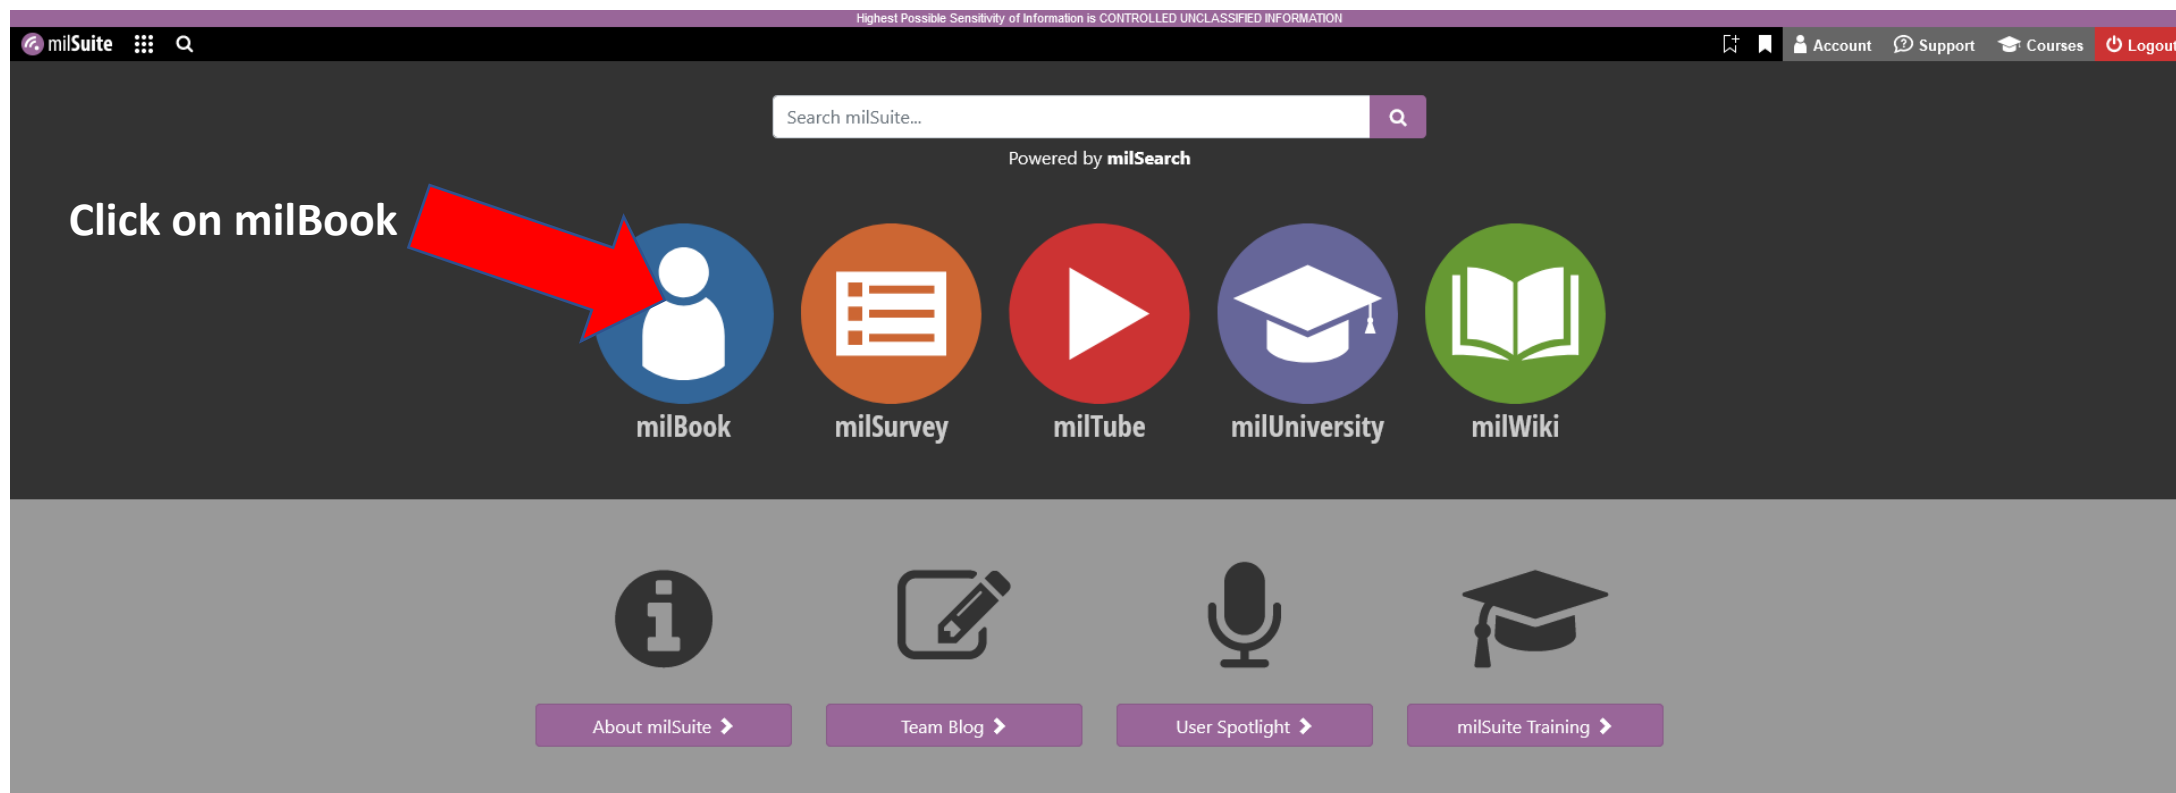 Highest Possible Sensitivity of Information is CONTROLLED UNCLASSIFIED INFORMATION
milSuite Account Support Courses Logout
Search milSuite...
Powered by milSearch
Click on milBook
milBook milSurvey milTube milUniversity milWiki
About milSuite Team Blog User Spotlight milSuite Training